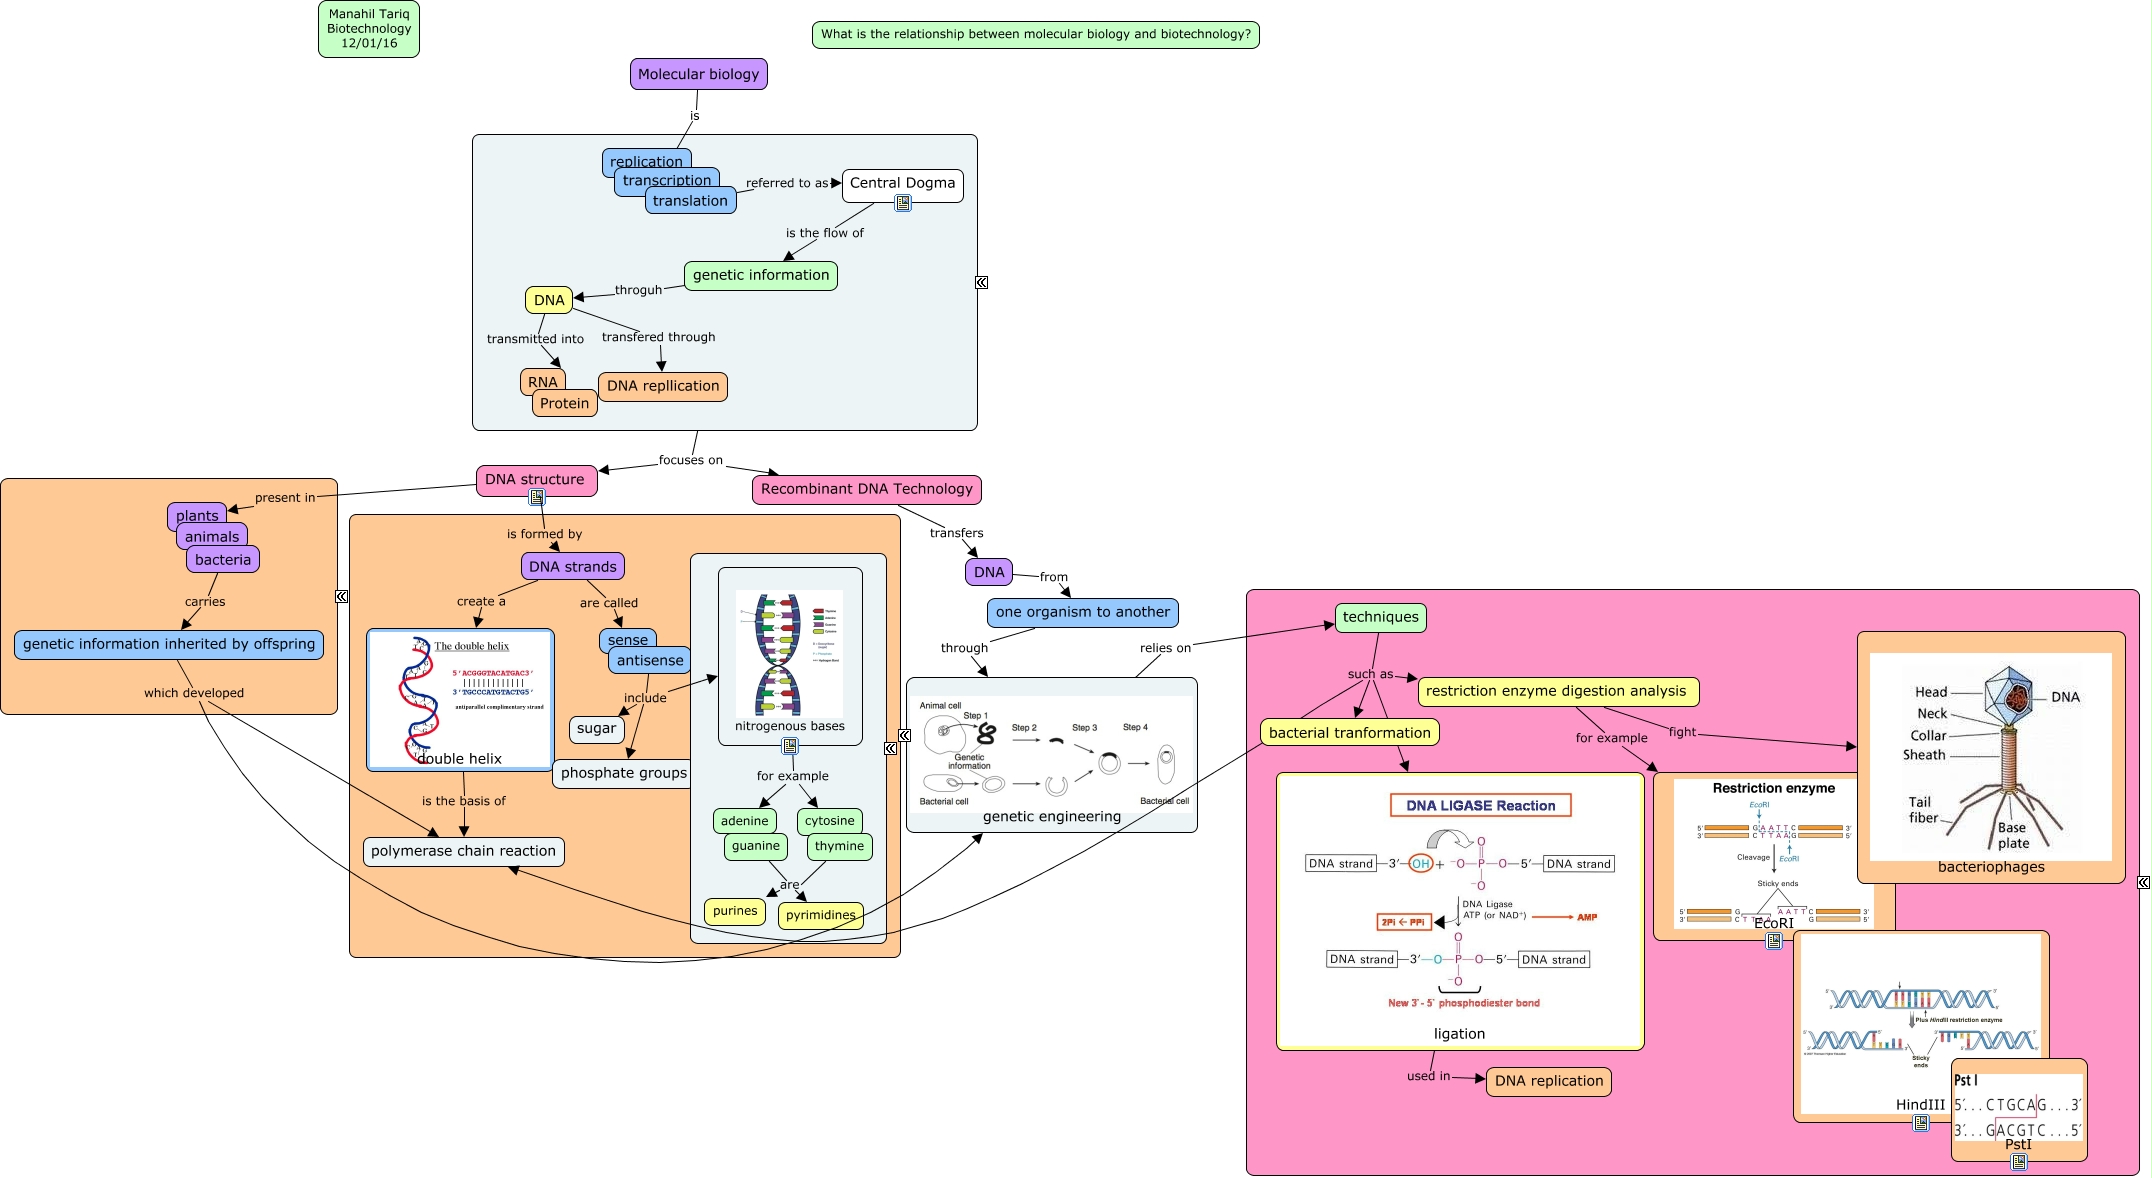 Manahil Tariq
Biotechnology
12/01/16
What is the relationship between molecular biology and biotechnology?
Molecular biology
is
replication
transcription
translation
referred to as
Central Dogma
is the flow of
genetic information
throguh
DNA
transmitted into
transfered through
RNA
Protein
DNA repllication
focuses on
DNA structure
Recombinant DNA Technology
present in
plants
animals
bacteria
carries
genetic information inherited by offspring
which developed
is formed by
DNA strands
create a
are called
The double helix
5'ACGGGTACATGAC3'
3'TGCCCATGTACTG5'
antiparallel complimentary strand
double helix
is the basis of
polymerase chain reaction
sense
antisense
include
sugar
phosphate groups
nitrogenous bases
for example
adenine
guanine
cytosine
thymine
are
purines
pyrimidines
transfers
DNA
from
one organism to another
through
relies on
Animal cell
Step 1
Step 2
Step 3
Step 4
Genetic
information
Bacterial cell
Bacterial cell
genetic engineering
techniques
such as
restriction enzyme digestion analysis
bacterial tranformation
for example
fight
DNA LIGASE Reaction
DNA strand 3' OH + ⁻O P O 5' DNA strand
O
⁻O
DNA Ligase
ATP (or NAD⁺)
AMP
2Pi ← PPi
O
DNA strand 3' O P O 5' DNA strand
⁻O
New 3'- 5' phosphodiester bond
ligation
used in
DNA replication
Restriction enzyme
EcoRI
5' G A A T T C 3'
3' C T T A A G 5'
Cleavage
EcoRI
Sticky ends
5' G A A T T C 3'
3' C T T A A G 5'
EcoRI
Head
DNA
Neck
Collar
Sheath
Tail
fiber
Base
plate
bacteriophages
Plus HindIII restriction enzyme
Sticky
ends
HindIII
Pst I
5'...CTGCAG...3'
3'...GACGTC...5'
PstI